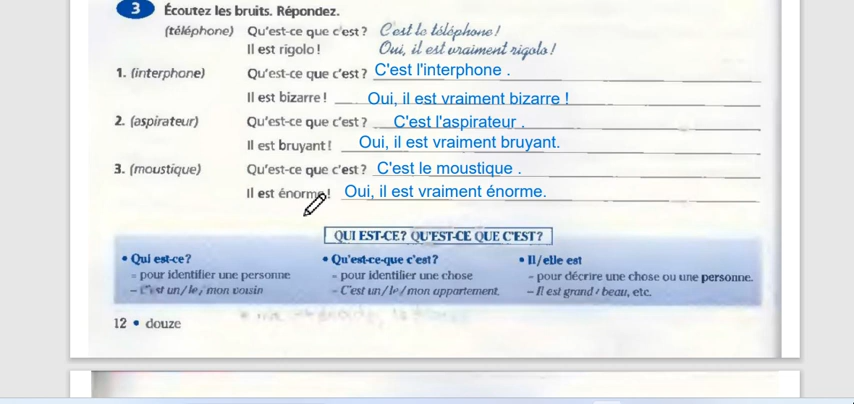 3 Écoutez les bruits. Répondez.
(téléphone) Qu'est-ce que c'est ? C'est le téléphone !
Il est rigolo ! Oui, il est vraiment rigolo !
1. (interphone) Qu'est-ce que c'est ? C'est l'interphone .
Il est bizarre ! Oui, il est vraiment bizarre !
2. (aspirateur) Qu'est-ce que c'est ? C'est l'aspirateur .
Il est bruyant ! Oui, il est vraiment bruyant.
3. (moustique) Qu'est-ce que c'est ? C'est le moustique .
Il est énorme ! Oui, il est vraiment énorme.
QUI EST-CE? QU'EST-CE QUE C'EST?
• Qui est-ce? • Qu'est-ce-que c'est? • Il/elle est
- pour identifier une personne - pour identifier une chose - pour décrire une chose ou une personne.
- C'est un/le/mon cousin - C'est un/le/mon appartement. - Il est grand/beau, etc.
12 • douze